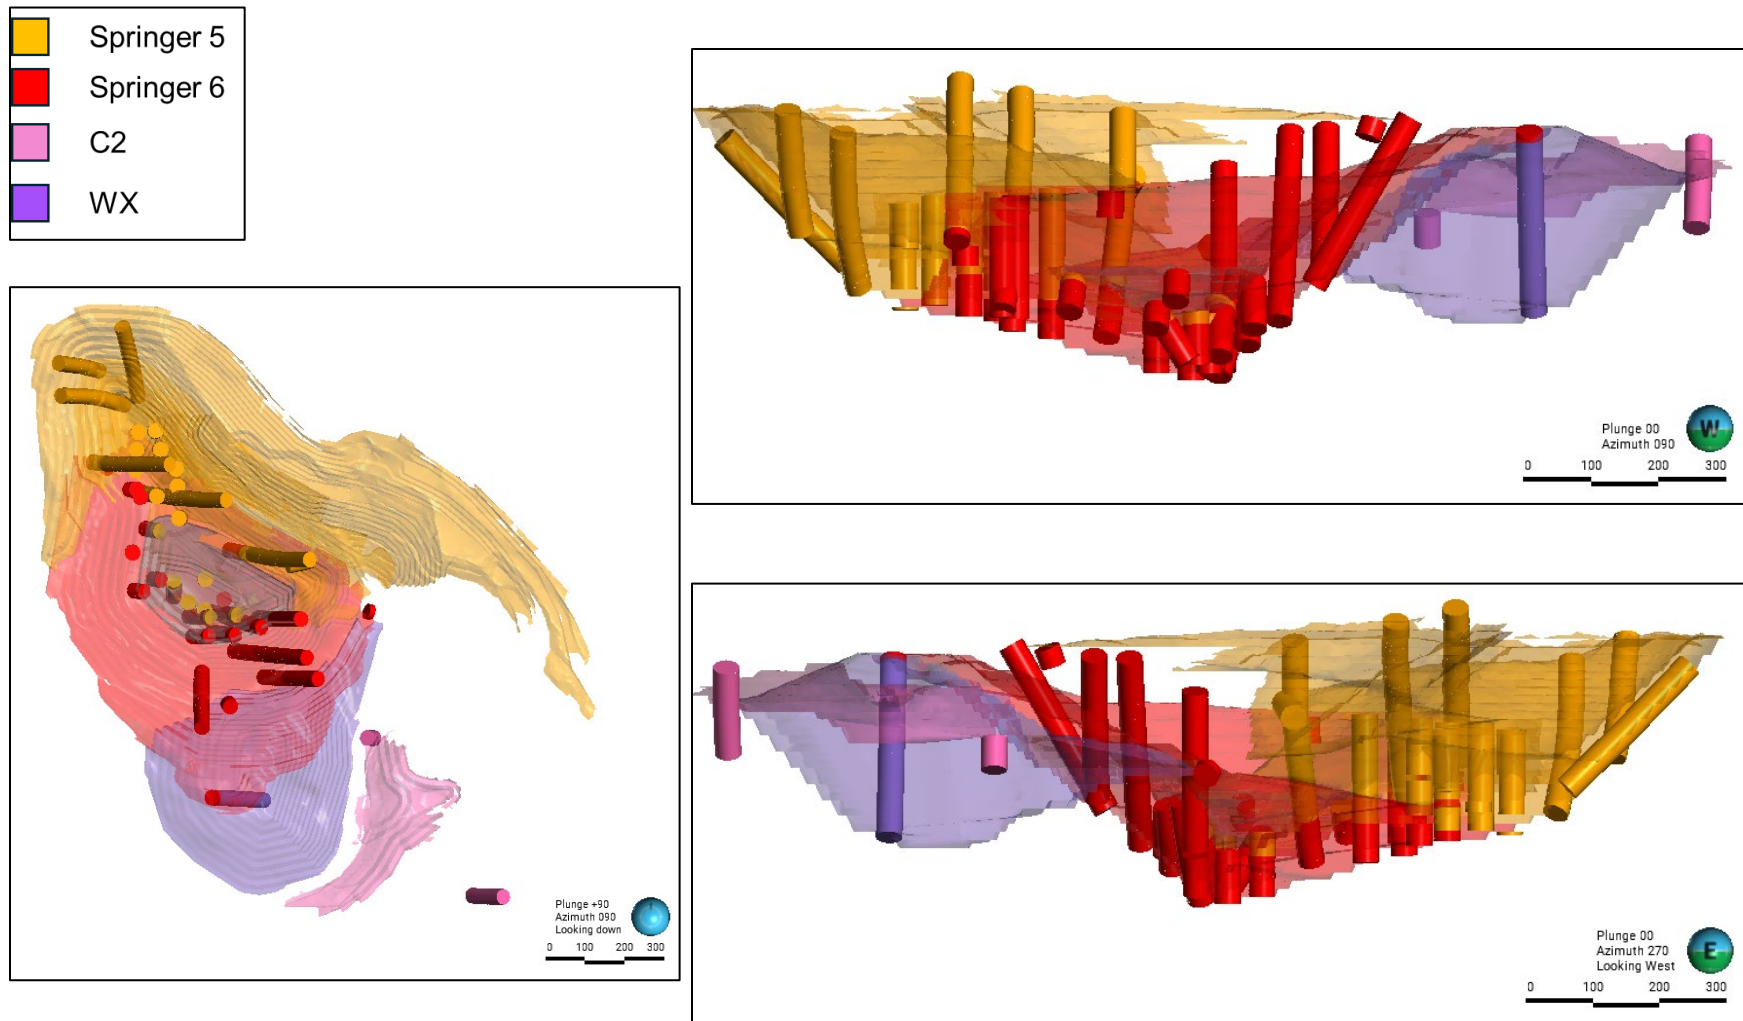 Springer 5
Springer 6
C2
WX
Plunge 00
Azimuth 090
W
0 100 200 300
Plunge +90
Azimuth 090
Looking down
0 100 200 300
Plunge 00
Azimuth 270
Looking West
E
0 100 200 300